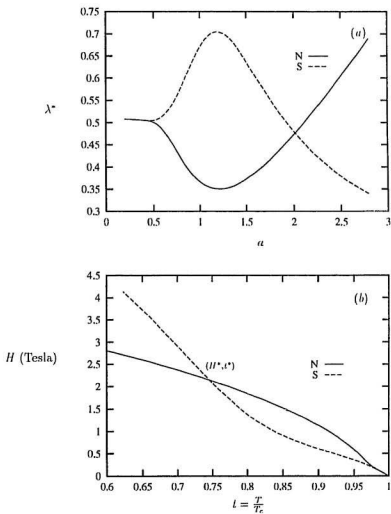 0.75
(a)
0.7
N
0.65
S
0.6
0.55
λ*
0.5
0.45
0.4
0.35
0.3
0 0.5 1 1.5 2 2.5 3
a
4.5
(b)
4
3.5
3
H (Tesla)
2.5
(H*,t*)
N
S
2
1.5
1
0.5
0
0.6 0.65 0.7 0.75 0.8 0.85 0.9 0.95 1
t = T/Tc